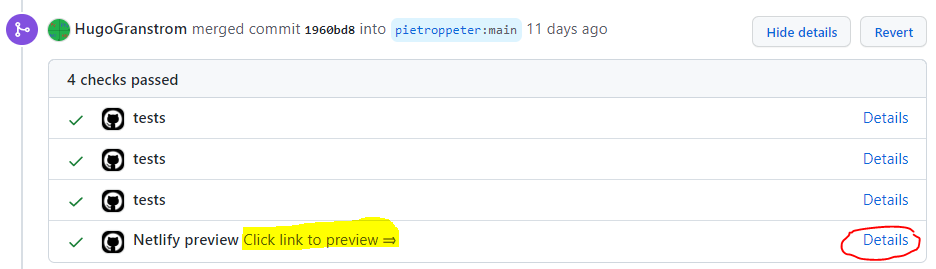 HugoGranstrom merged commit 1960bd8 into pietroppeter:main 11 days ago Hide details Revert
4 checks passed
tests Details
tests Details
tests Details
Netlify preview Click link to preview ⇒ Details